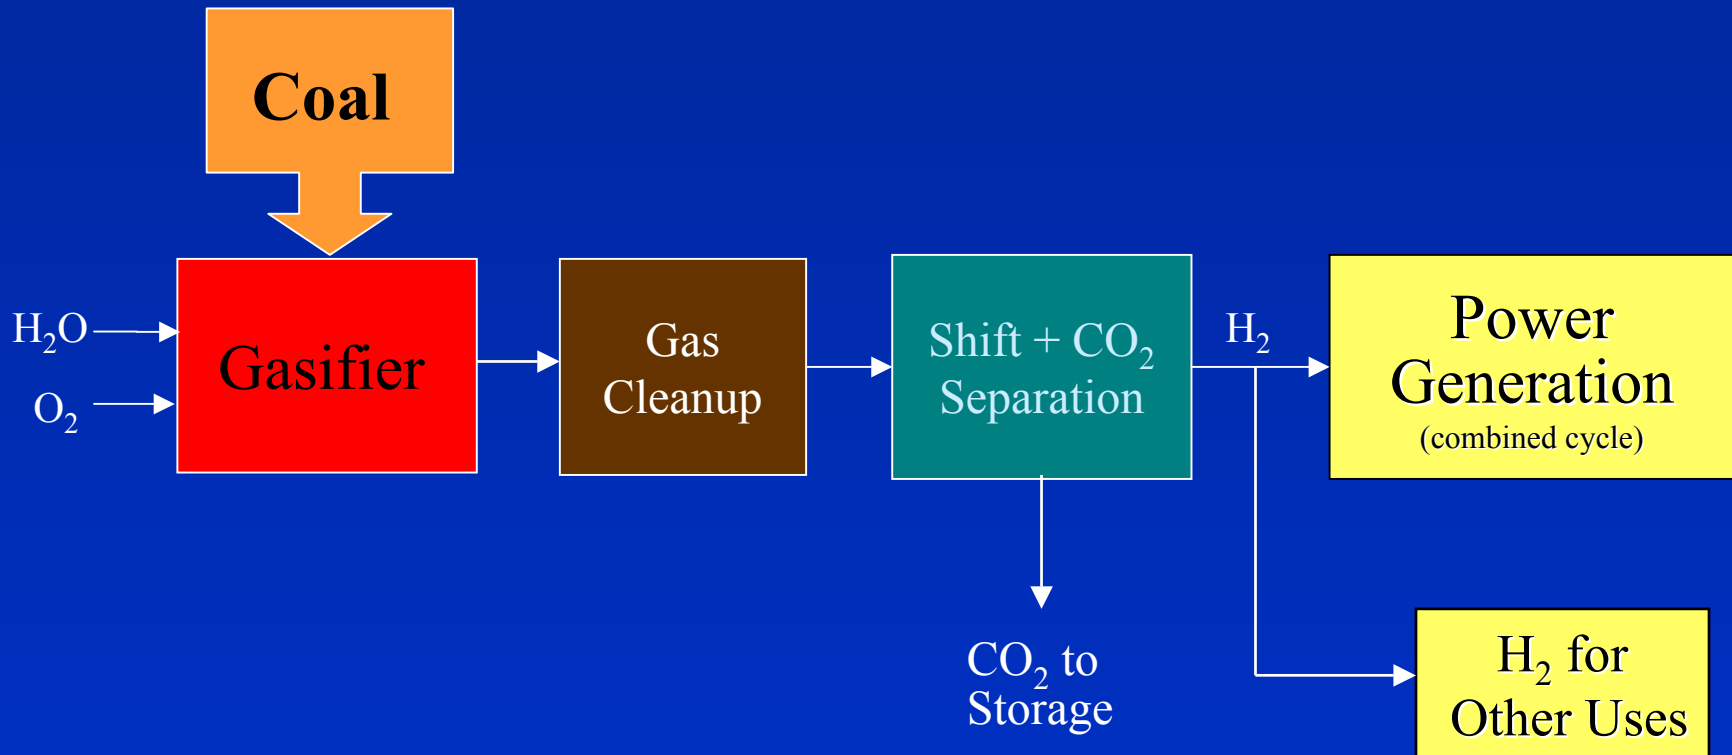 Coal
H₂O
O₂
Gasifier
Gas
Cleanup
Shift + CO₂
Separation
H₂
Power
Generation
(combined cycle)
CO₂ to
Storage
H₂ for
Other Uses